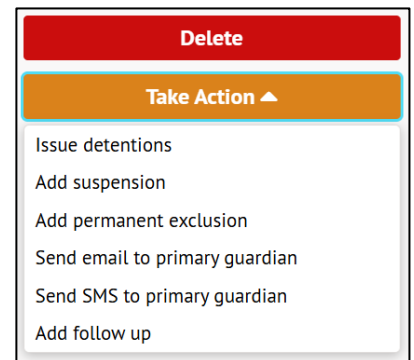 Delete
Take Action
Issue detentions
Add suspension
Add permanent exclusion
Send email to primary guardian
Send SMS to primary guardian
Add follow up